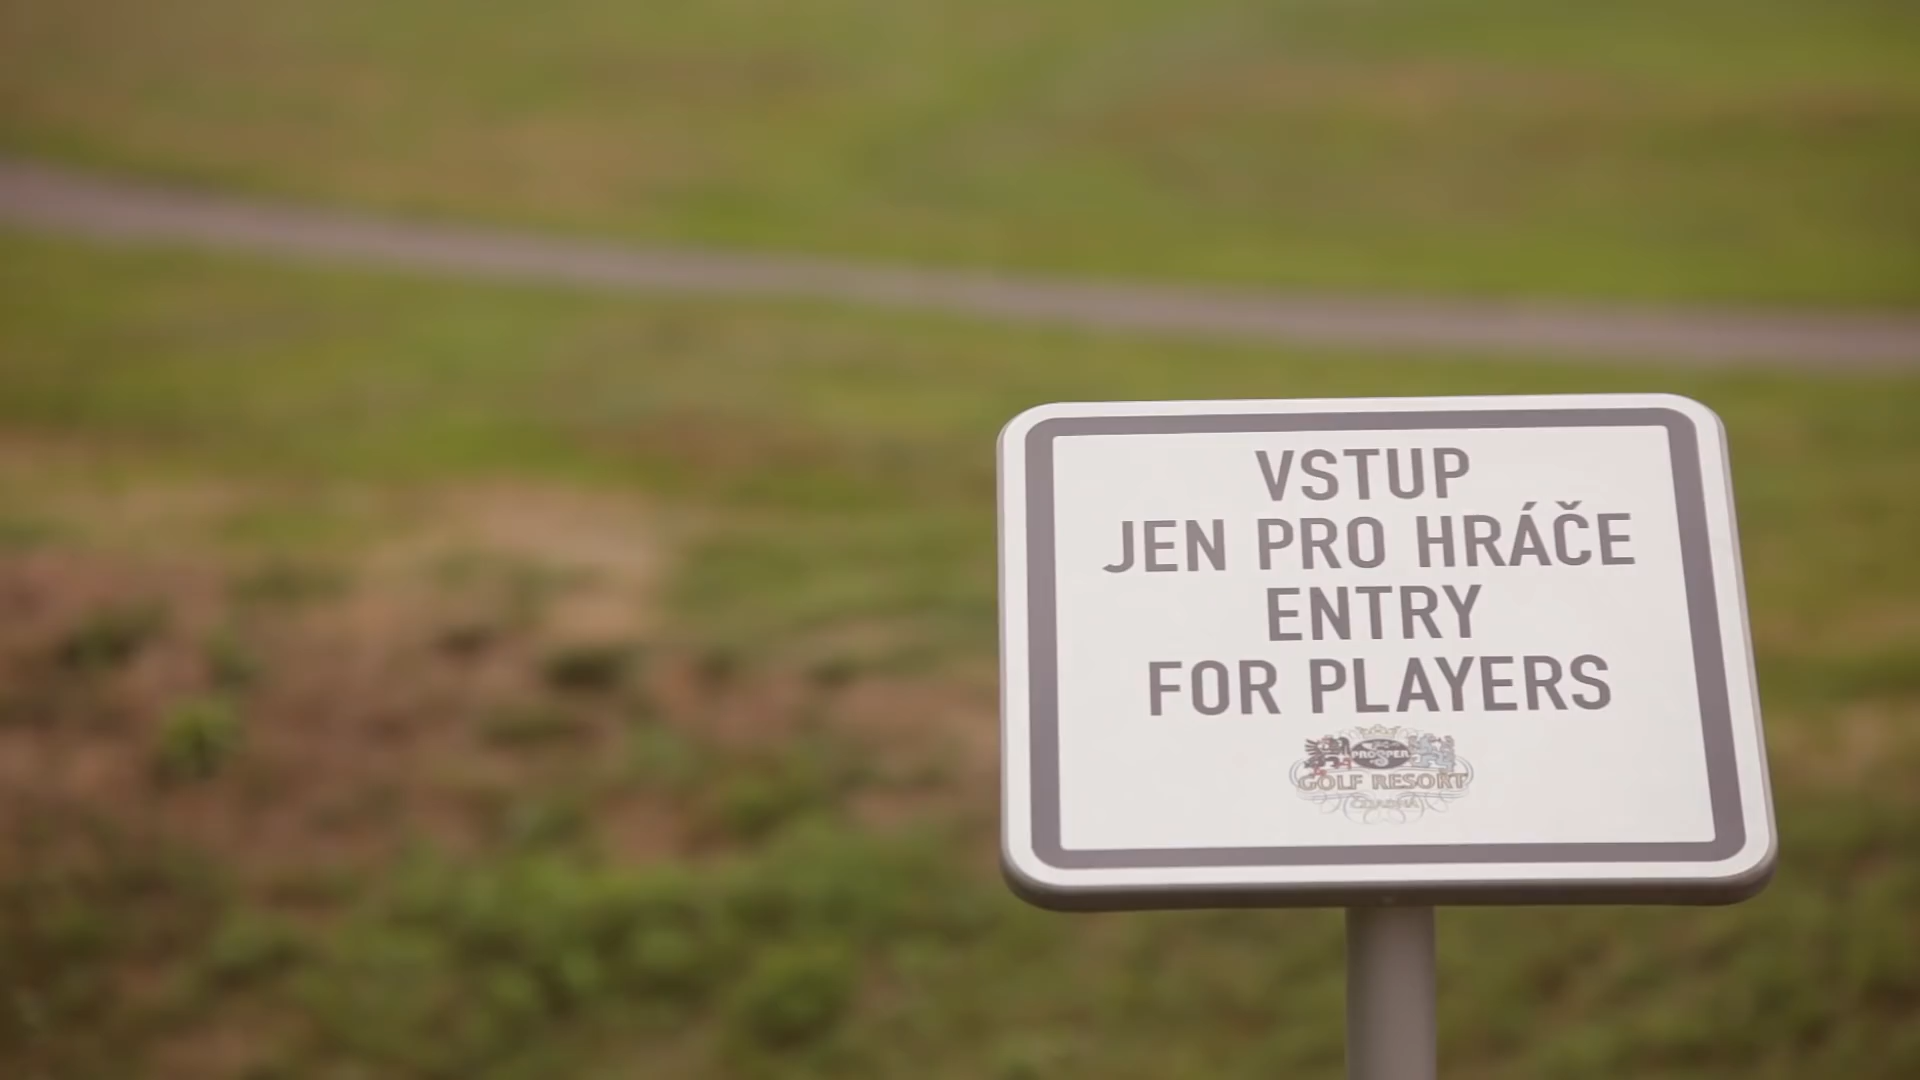 VSTUP
JEN PRO HRÁČE
ENTRY
FOR PLAYERS
PROSPER
GOLF RESORT